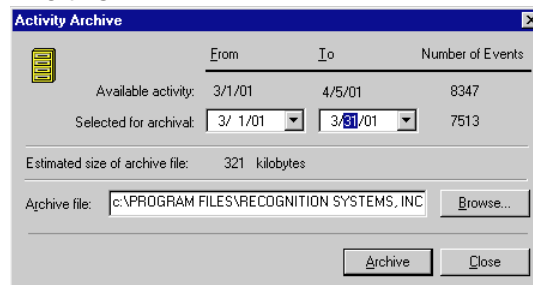 Activity Archive
From To Number of Events
Available activity: 3/1/01 4/5/01 8347
Selected for archival: 3/ 1/01 3/31/01 7513
Estimated size of archive file: 321 kilobytes
Archive file: c:\PROGRAM FILES\RECOGNITION SYSTEMS, INC Browse...
Archive Close